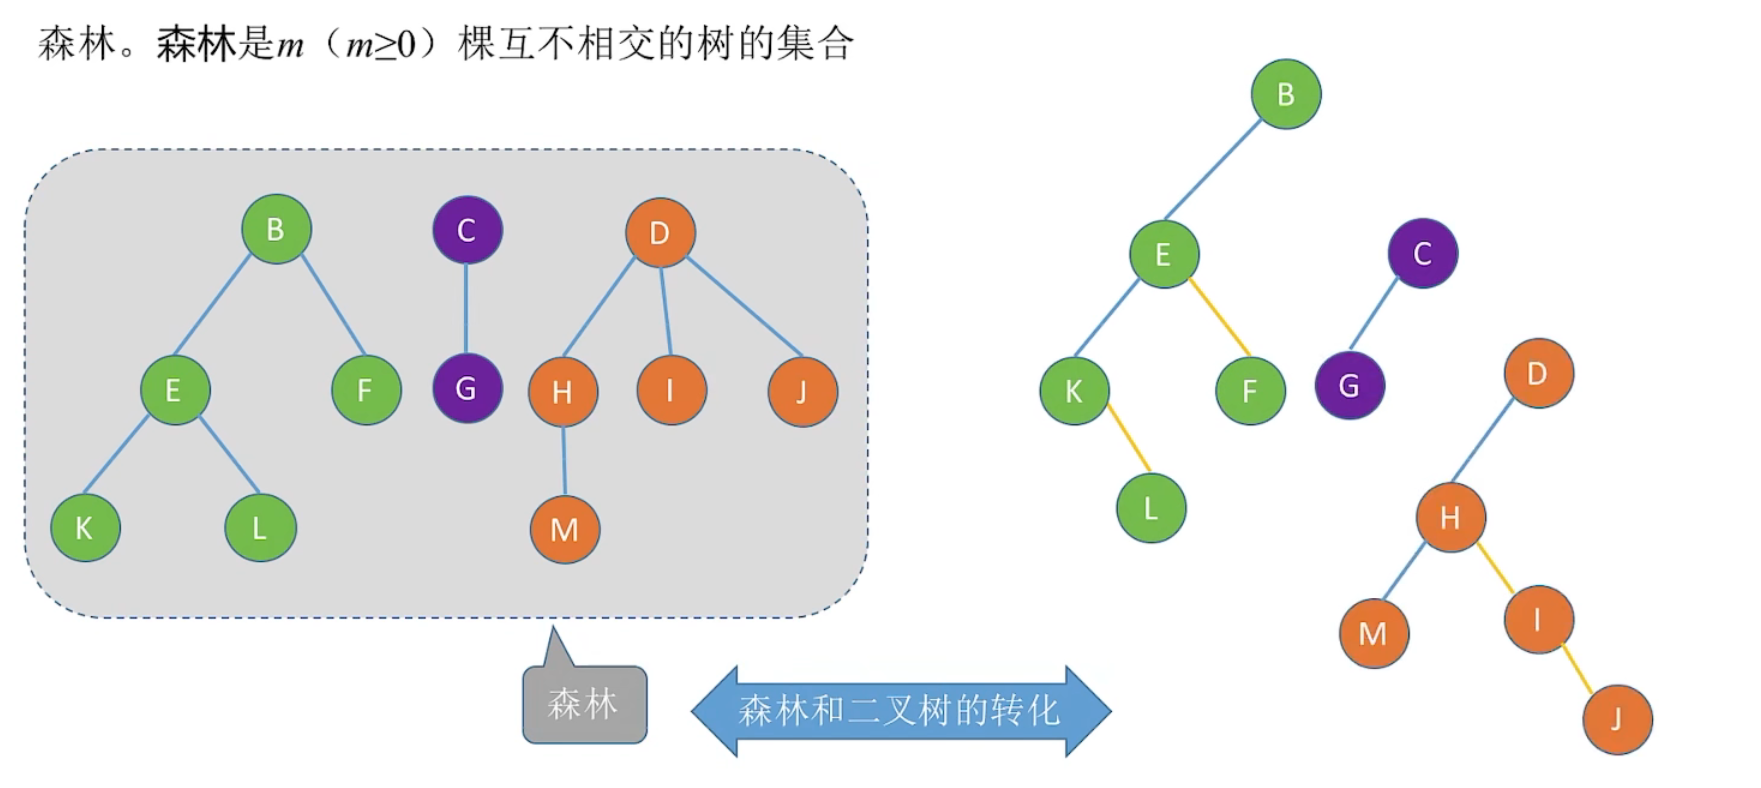 森林。森林是m（m≥0）棵互不相交的树的集合
B C D
E F G H I J
K L M
森林
森林和二叉树的转化
B
E C
K F G D
L H
M I
J